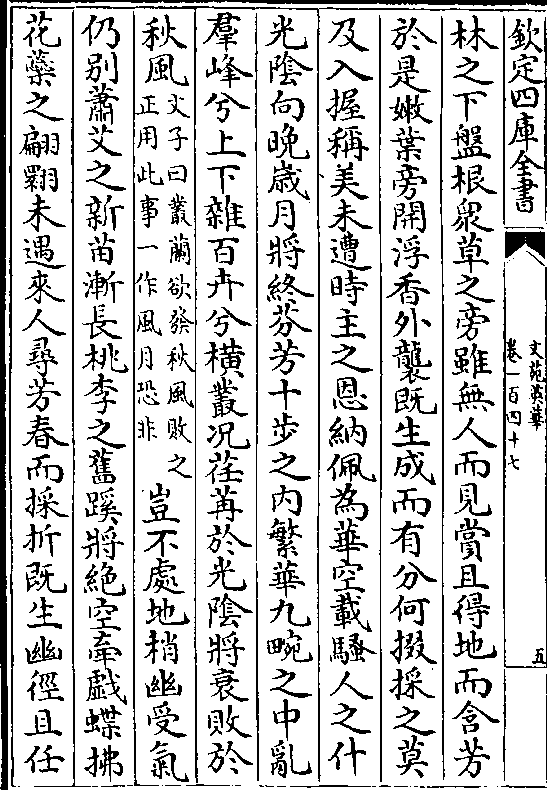 欽定四庫全書
文苑英華
卷一百四十七
五
林之下盤根衆草之旁雖無人而見賞且得地而含芳
於是嫩葉旁開浮香外襲既生成而有分何掇採之莫
及入握稱美未遭時主之恩納佩為華空載騷人之什
光陰向晚嵗月將終芬芳十步之内繁華九畹之中亂
羣峰兮上下雜百卉兮横叢况荏苒於光陰將衰敗於
秋風文子曰叢蘭欲發秋風敗之
正用此事一作風月恐非
豈不處地稍幽受氣
仍别蕭艾之新苗漸長桃李之舊蹊將絶空牽戲蝶拂
花蘂之翩翾未遇來人尋芳春而採折既生幽徑且任